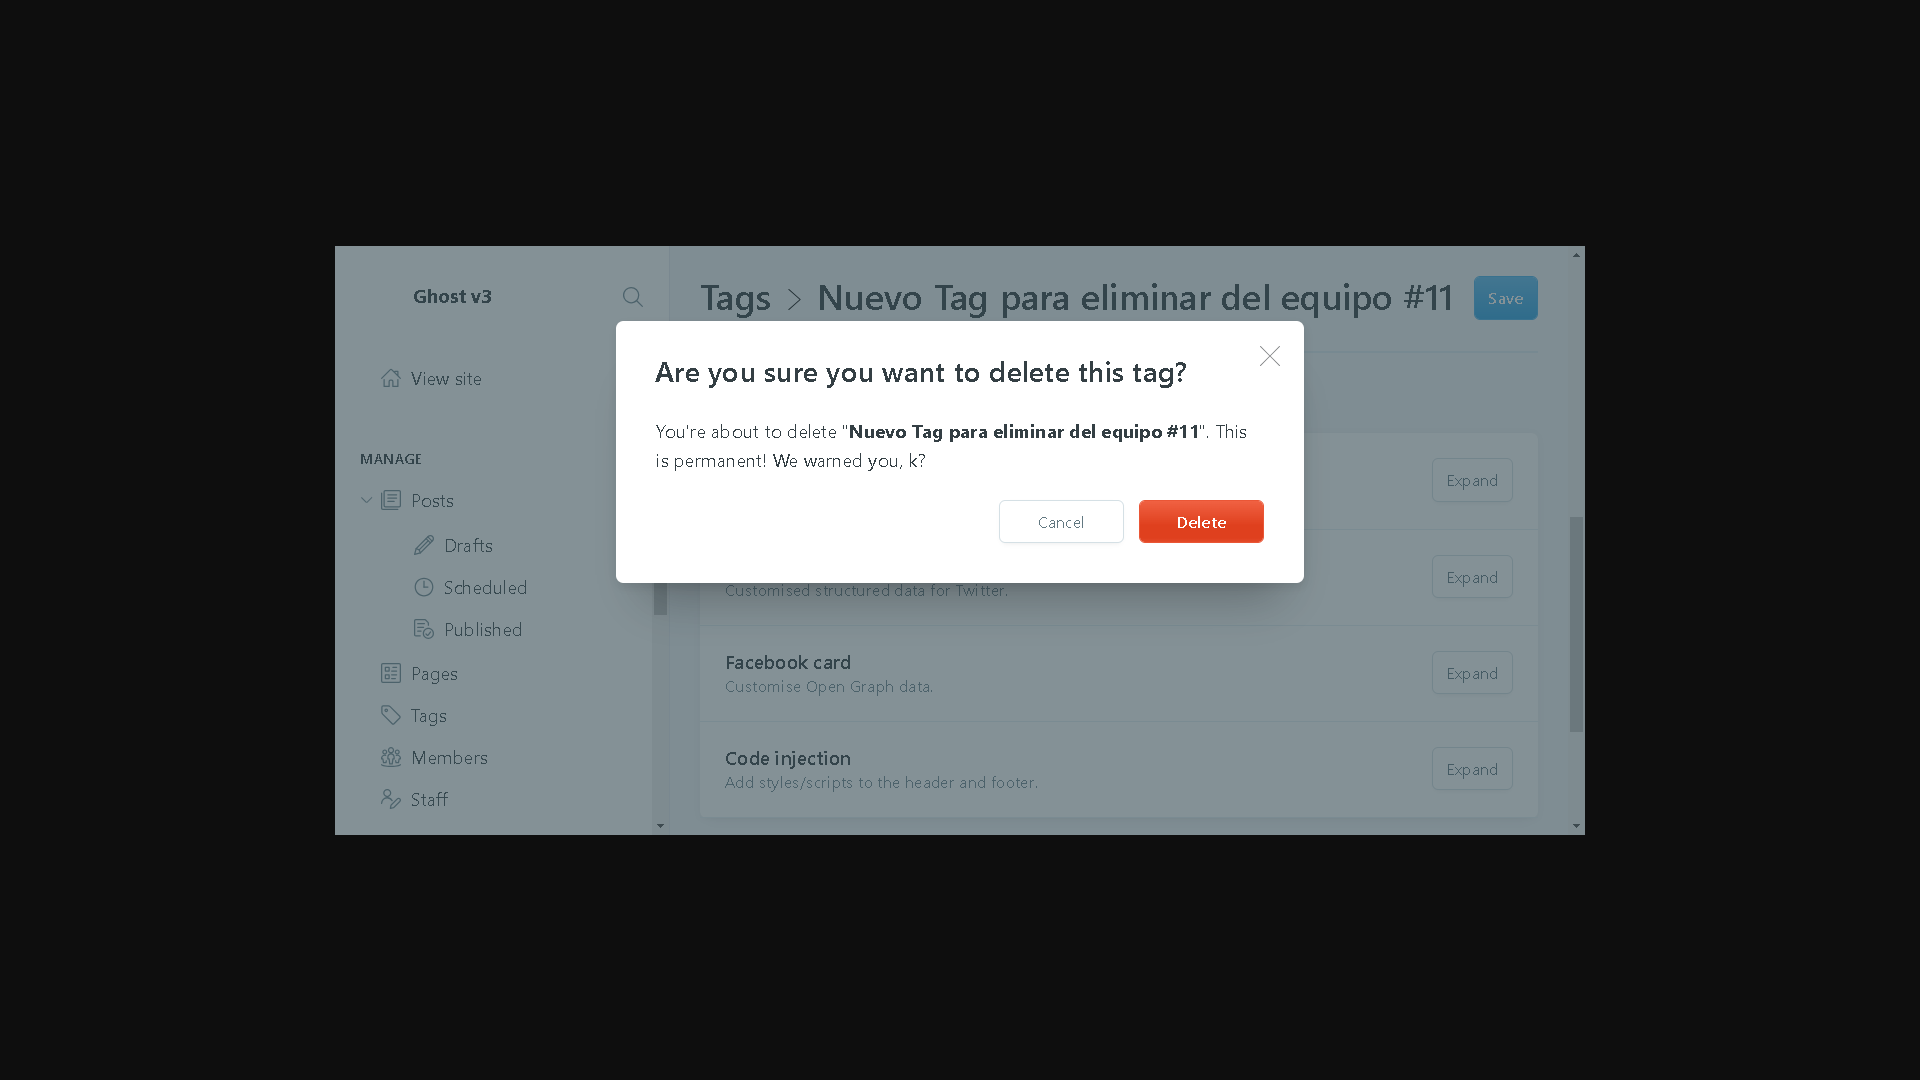 Ghost v3
View site
MANAGE
Posts
Drafts
Scheduled
Published
Pages
Tags
Members
Staff
Tags > Nuevo Tag para eliminar del equipo #11
Save
Are you sure you want to delete this tag?
You're about to delete "Nuevo Tag para eliminar del equipo #11". This
is permanent! We warned you, k?
Cancel
Delete
Expand
Customised structured data for Twitter.
Expand
Facebook card
Customise Open Graph data.
Expand
Code injection
Add styles/scripts to the header and footer.
Expand